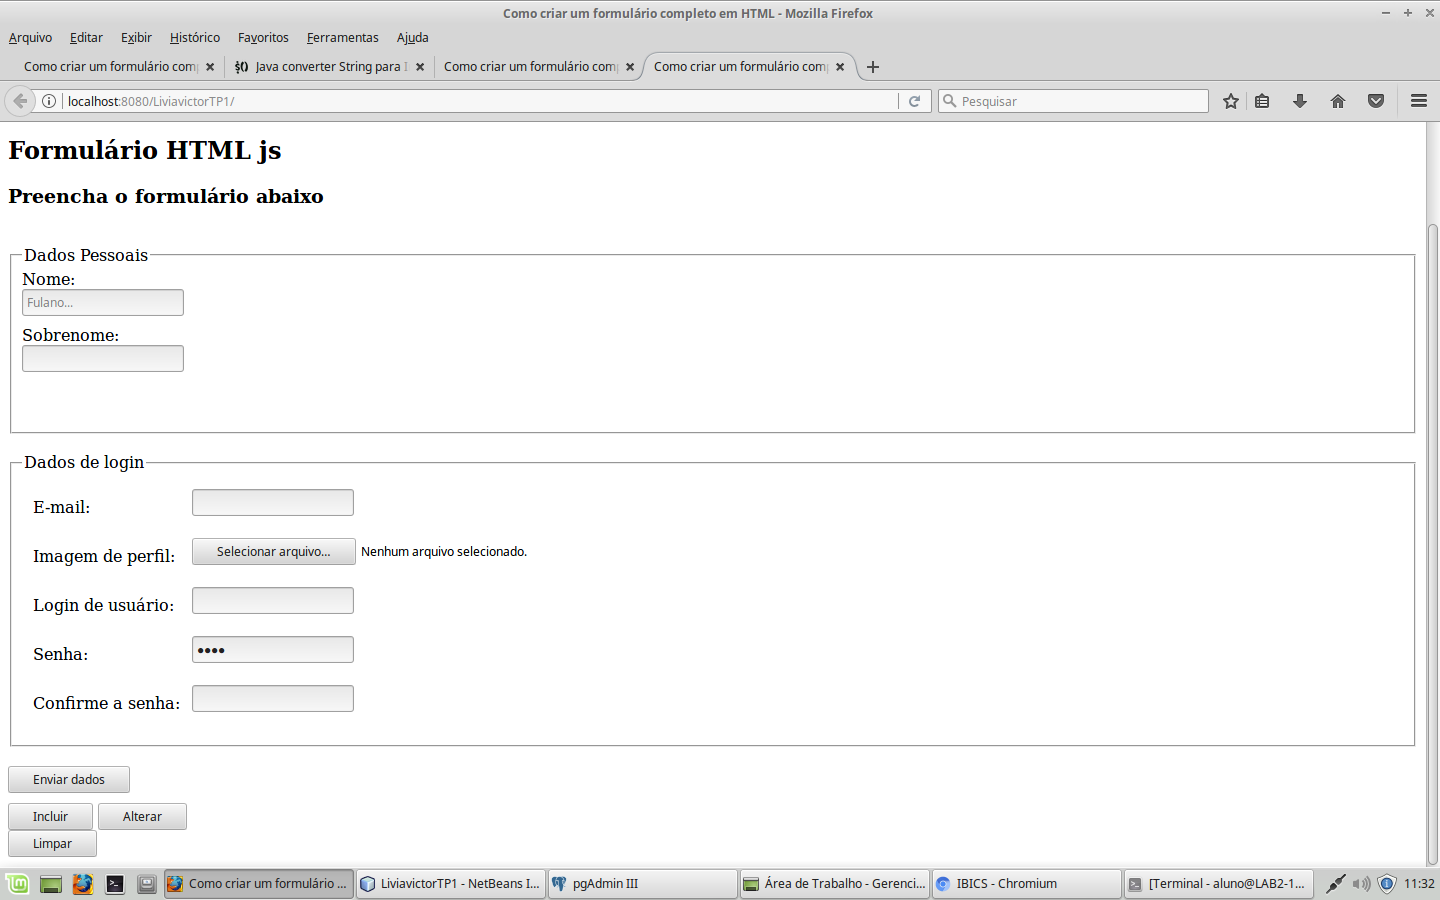 Como criar um formulário completo em HTML - Mozilla Firefox
Arquivo Editar Exibir Histórico Favoritos Ferramentas Ajuda
Como criar um formulário com Java converter String para Como criar um formulário com Como criar um formulário com
localhost:8080/LiviavictorTP1/ Pesquisar
Formulário HTML js
Preencha o formulário abaixo
Dados Pessoais
Nome:
Fulano...
Sobrenome:
Dados de login
E-mail:
Imagem de perfil: Selecionar arquivo... Nenhum arquivo selecionado.
Login de usuário:
Senha: ••••
Confirme a senha:
Enviar dados
Incluir Alterar
Limpar
Como criar um formulário ... LiviavictorTP1 - NetBeans I... pgAdmin III Área de Trabalho - Gerenci... IBICS - Chromium [Terminal - aluno@LAB2-1... 11:32